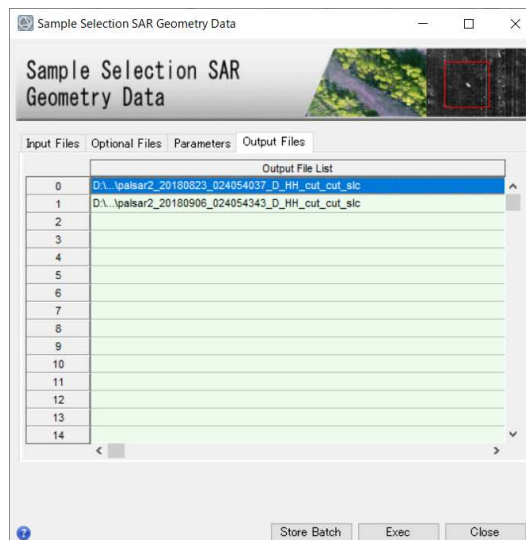 Sample Selection SAR Geometry Data
Sample Selection SAR
Geometry Data
Input Files Optional Files Parameters Output Files
Output File List
0 D:\...\palsar2_20180823_024054037_D_HH_cut_cut_slc
1 D:\...\palsar2_20180906_024054343_D_HH_cut_cut_slc
2
3
4
5
6
7
8
9
10
11
12
13
14
Store Batch Exec Close